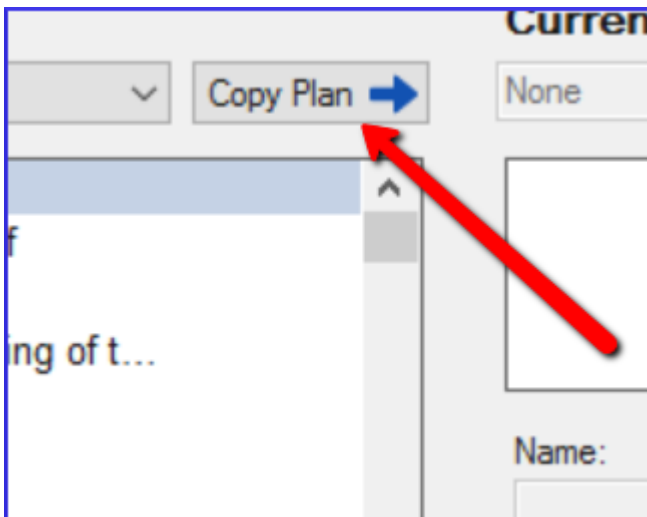 Curren
Copy Plan
None
f
ing of t...
Name: